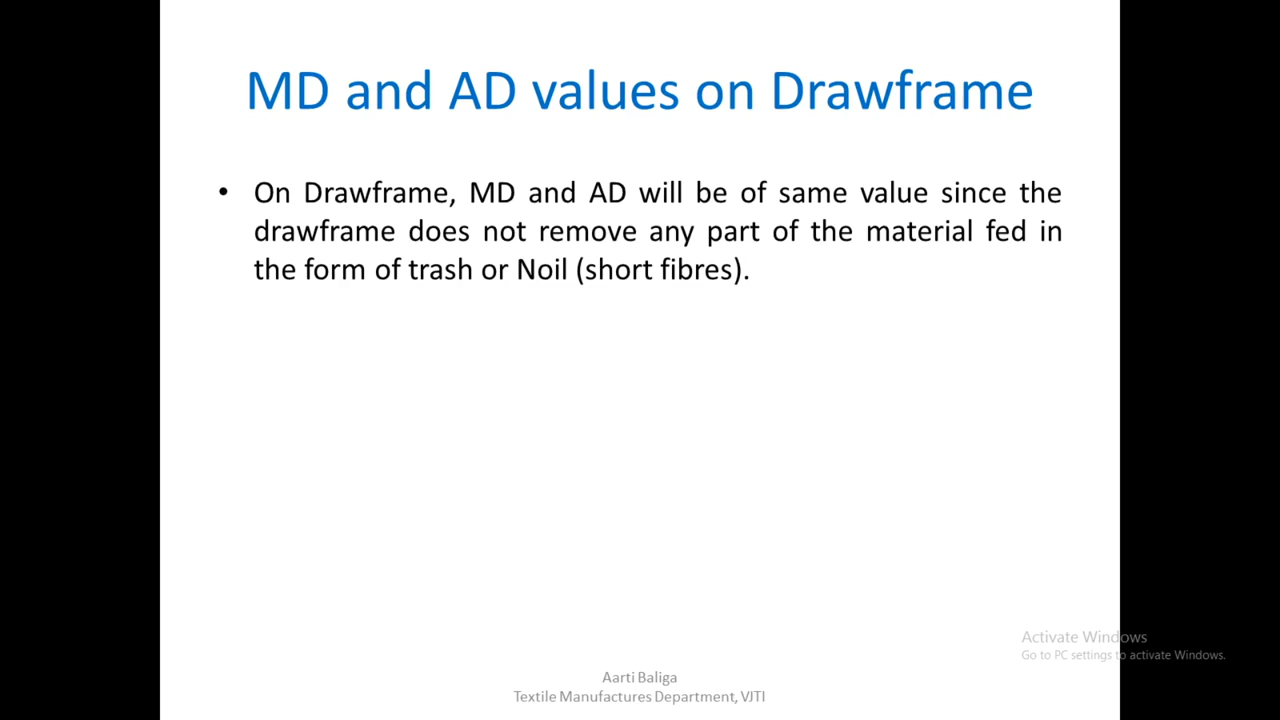 MD and AD values on Drawframe
• On Drawframe, MD and AD will be of same value since the
drawframe does not remove any part of the material fed in
the form of trash or Noil (short fibres).
Activate Windows
Go to PC settings to activate Windows.
Aarti Baliga
Textile Manufactures Department, VJTI